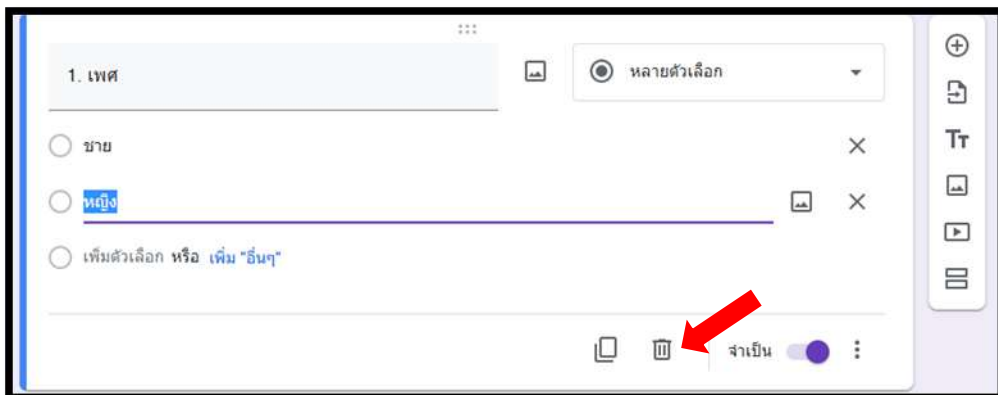 1. เพศ
หลายตัวเลือก
ชาย
หญิง
เพิ่มตัวเลือก หรือ เพิ่ม "อื่นๆ"
จำเป็น
Tт